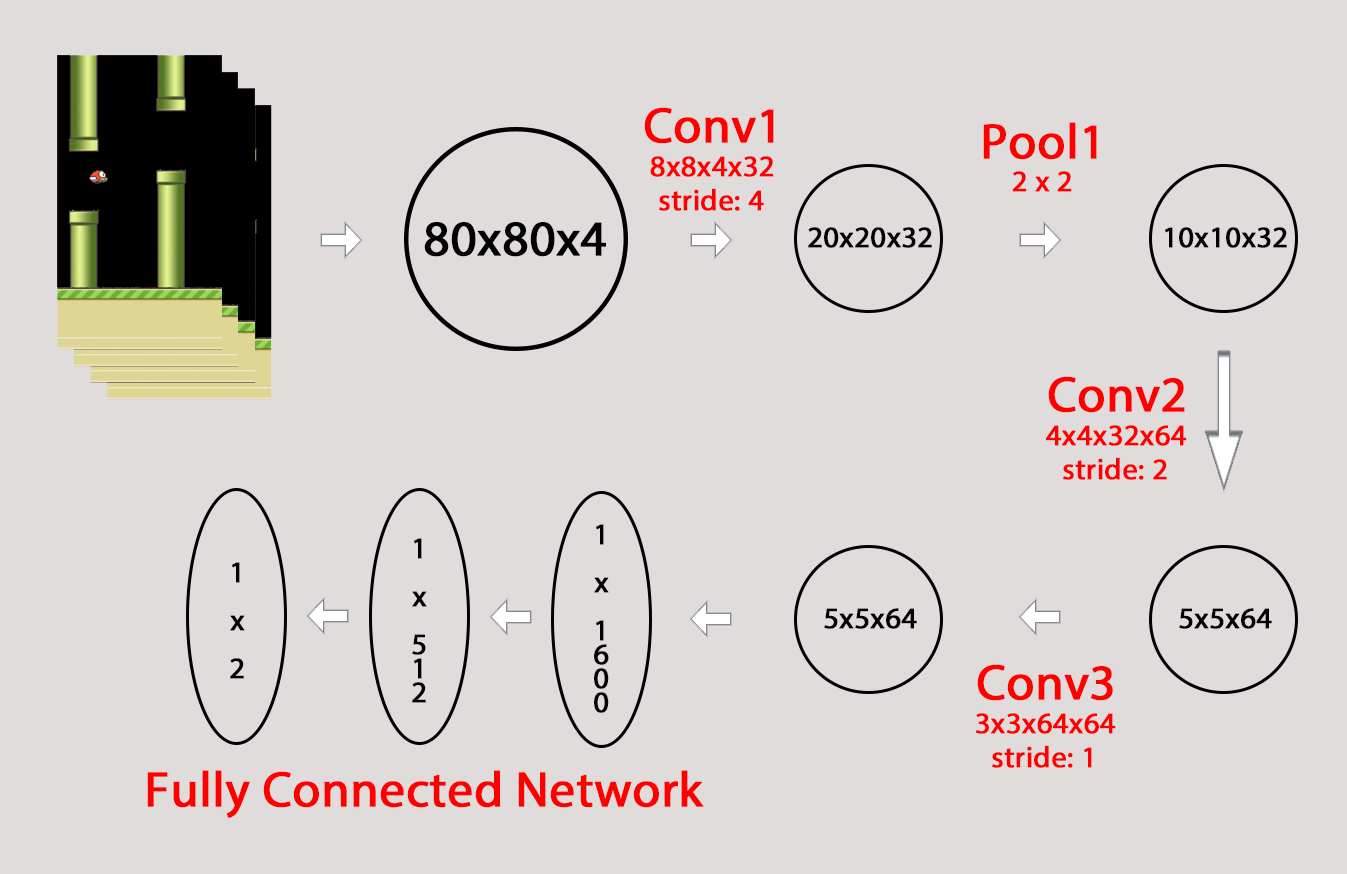 80x80x4
Conv1
8x8x4x32
stride: 4
20x20x32
Pool1
2 x 2
10x10x32
Conv2
4x4x32x64
stride: 2
5x5x64
Conv3
3x3x64x64
stride: 1
5x5x64
1
x
1
6
0
0
1
x
5
1
2
1
x
2
Fully Connected Network